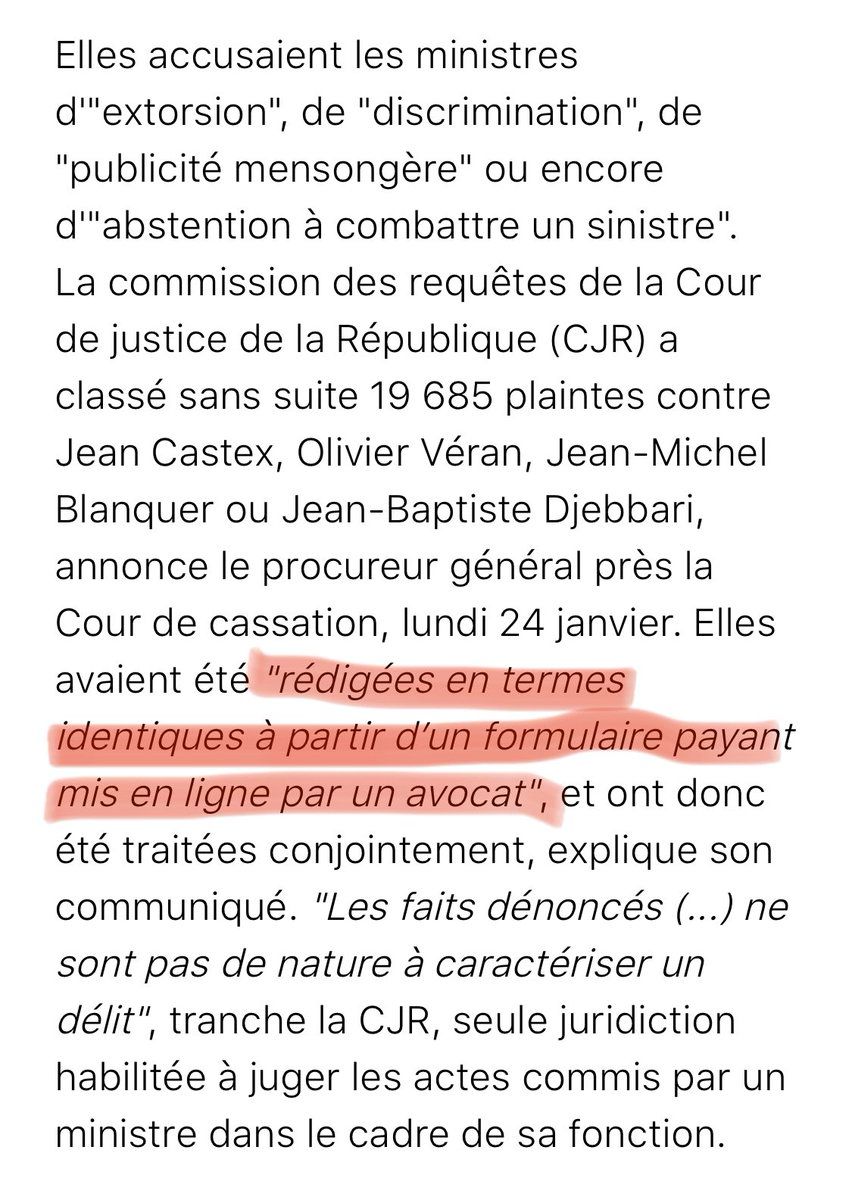 Elles accusaient les ministres
d'"extorsion", de "discrimination", de
"publicité mensongère" ou encore
d'"abstention à combattre un sinistre".
La commission des requêtes de la Cour
de justice de la République (CJR) a
classé sans suite 19 685 plaintes contre
Jean Castex, Olivier Véran, Jean-Michel
Blanquer ou Jean-Baptiste Djebbari,
annonce le procureur général près la
Cour de cassation, lundi 24 janvier. Elles
avaient été "rédigées en termes
identiques à partir d’un formulaire payant
mis en ligne par un avocat", et ont donc
été traitées conjointement, explique son
communiqué. "Les faits dénoncés (...) ne
sont pas de nature à caractériser un
délit", tranche la CJR, seule juridiction
habilitée à juger les actes commis par un
ministre dans le cadre de sa fonction.